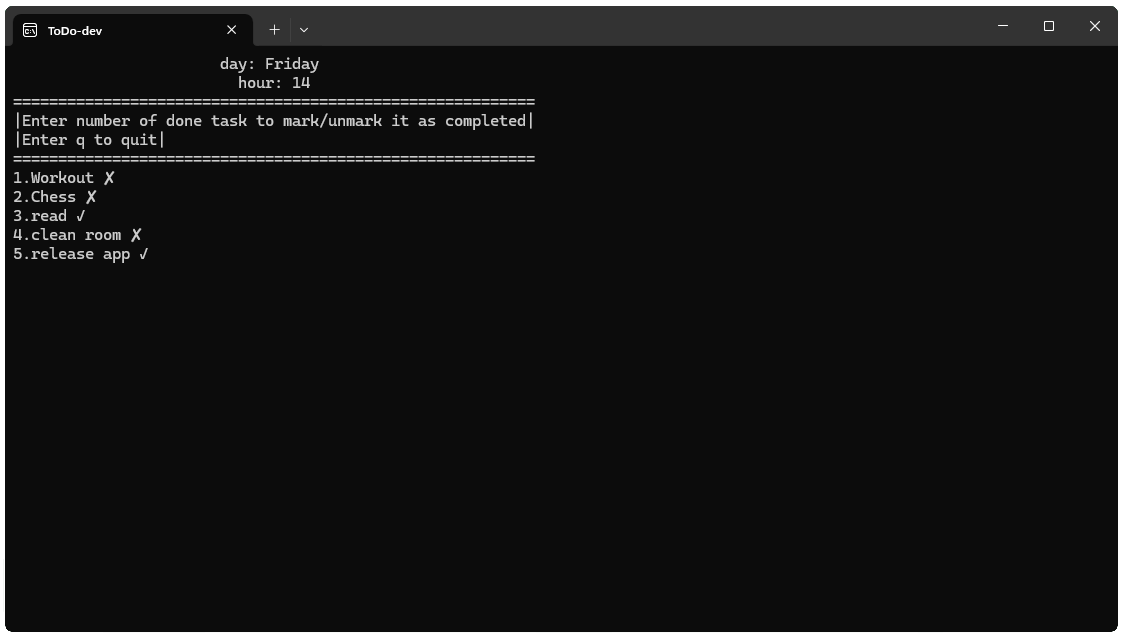 ToDo-dev
day: Friday
hour: 14
==========================================================
|Enter number of done task to mark/unmark it as completed|
|Enter q to quit|
==========================================================
1.Workout ✗
2.Chess ✗
3.read ✓
4.clean room ✗
5.release app ✓